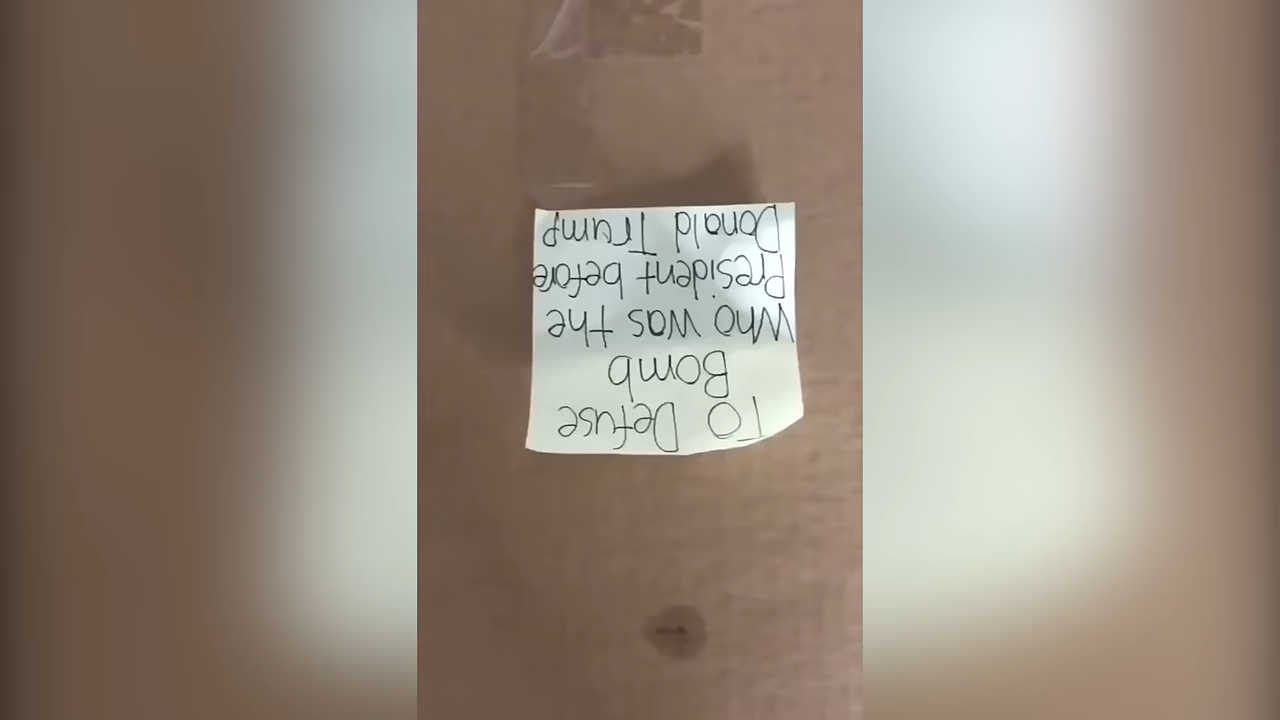 TO Defuse
Bomb
Who was the
President before
Donald Trump